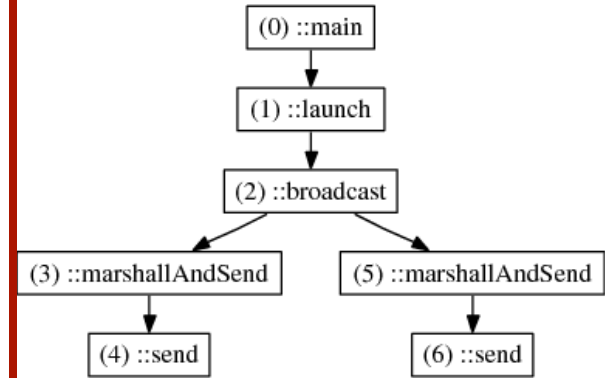 (0) ::main
(1) ::launch
(2) ::broadcast
(3) ::marshallAndSend
(5) ::marshallAndSend
(4) ::send
(6) ::send